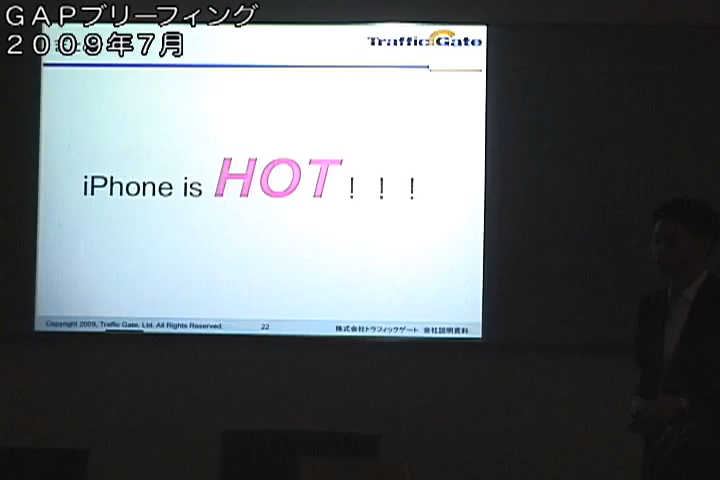 GAPブリーフィング
2009年7月
Traffic Gate
iPhone is HOT!!!
Copyright 2009, Traffic Gate, Ltd. All Rights Reserved. 22 株式会社トラフィックゲート 会社説明資料